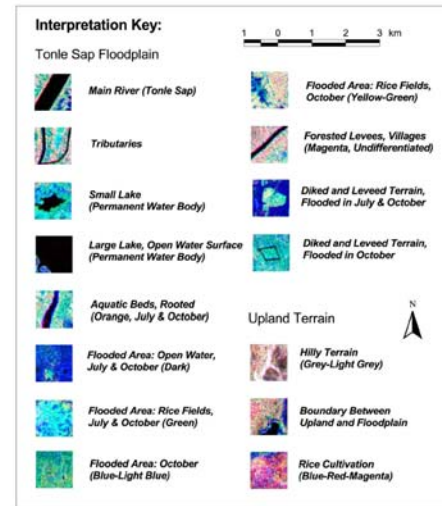 Interpretation Key:
Tonle Sap Floodplain
1 0 1 2 3 km
Main River (Tonle Sap)
Tributaries
Small Lake
(Permanent Water Body)
Large Lake, Open Water Surface
(Permanent Water Body)
Aquatic Beds, Rooted
(Orange, July & October)
Flooded Area: Open Water,
July & October (Dark)
Flooded Area: Rice Fields,
July & October (Green)
Flooded Area: October
(Blue-Light Blue)
Flooded Area: Rice Fields,
October (Yellow-Green)
Forested Levees, Villages
(Magenta, Undifferentiated)
Diked and Leveed Terrain,
Flooded in July & October
Diked and Leveed Terrain,
Flooded in October
N
Upland Terrain
Hilly Terrain
(Grey-Light Grey)
Boundary Between
Upland and Floodplain
Rice Cultivation
(Blue-Red-Magenta)